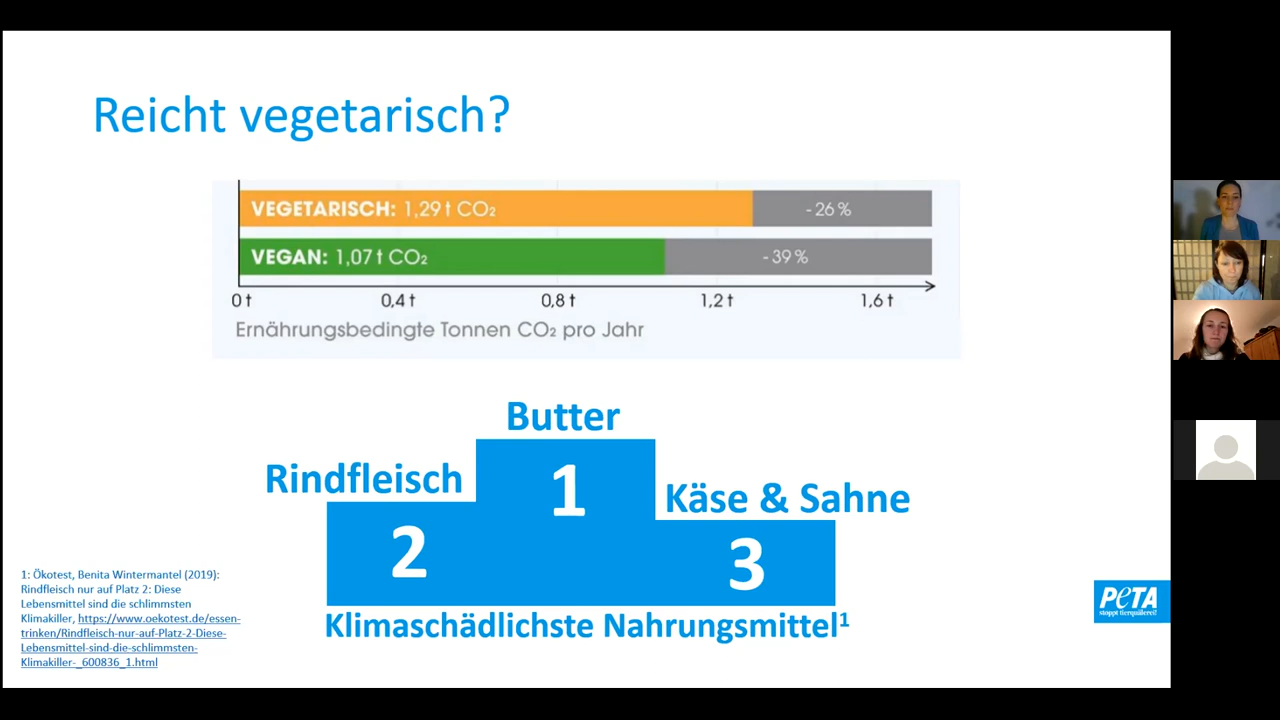 Reicht vegetarisch?
VEGETARISCH: 1,29 t CO₂ - 26 %
VEGAN: 1,07 t CO₂ - 39 %
0 t 0,4 t 0,8 t 1,2 t 1,6 t
Ernährungsbedingte Tonnen CO₂ pro Jahr
Butter
Rindfleisch
Käse & Sahne
1
2
3
Klimaschädlichste Nahrungsmittel¹
1: Ökotest, Benita Wintermantel (2019):
Rindfleisch nur auf Platz 2: Diese
Lebensmittel sind die schlimmsten
Klimakiller, https://www.oekotest.de/essen-
trinken/Rindfleisch-nur-auf-Platz-2-Diese-
Lebensmittel-sind-die-schlimmsten-
Klimakiller-_600836_1.html
PeTA
stoppt tierquälerei!